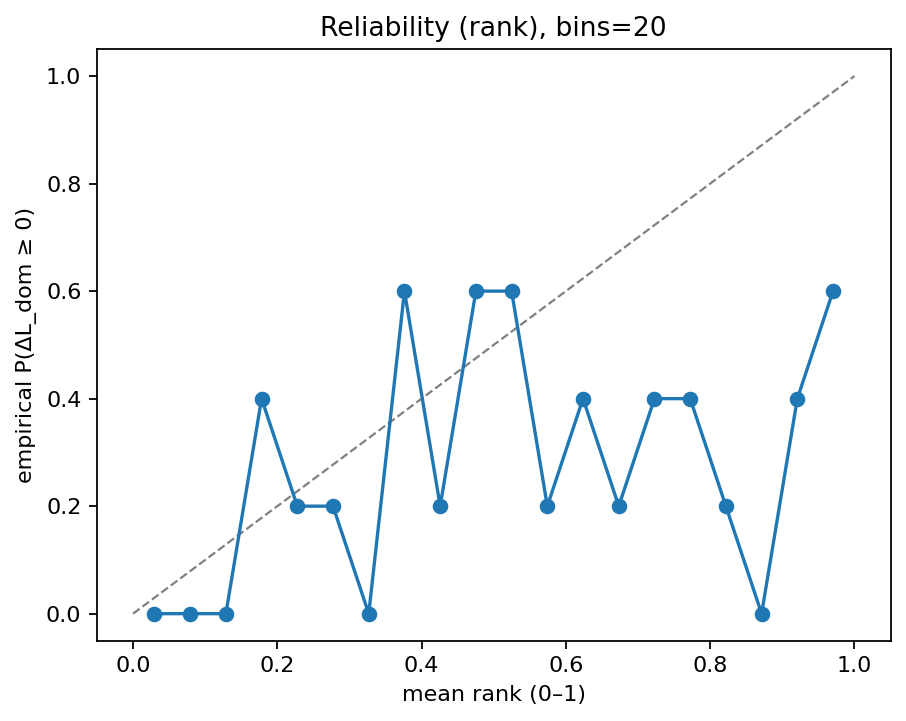 Reliability (rank), bins=20
empirical P(ΔL_dom ≥ 0)
1.0
0.8
0.6
0.4
0.2
0.0
0.0 0.2 0.4 0.6 0.8 1.0
mean rank (0–1)